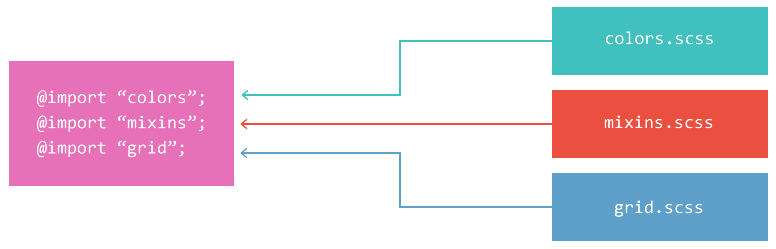 @import “colors”;
@import “mixins”;
@import “grid”;
colors.scss
mixins.scss
grid.scss